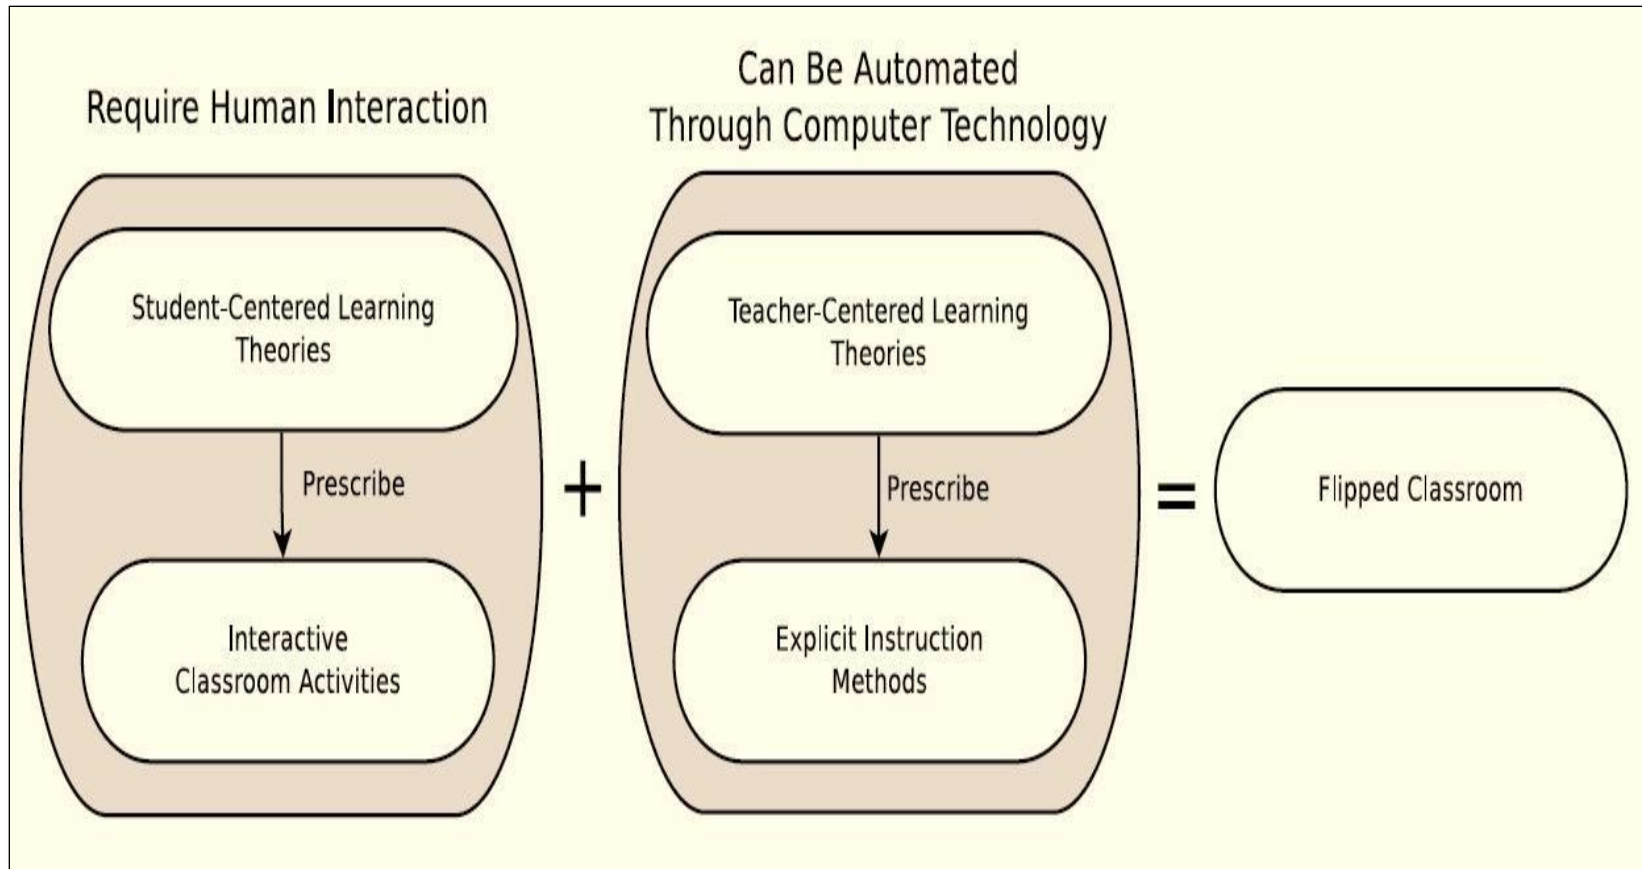 Require Human Interaction
Can Be Automated
Through Computer Technology
Student-Centered Learning
Theories
Prescribe
Interactive
Classroom Activities
+
Teacher-Centered Learning
Theories
Prescribe
Explicit Instruction
Methods
=
Flipped Classroom